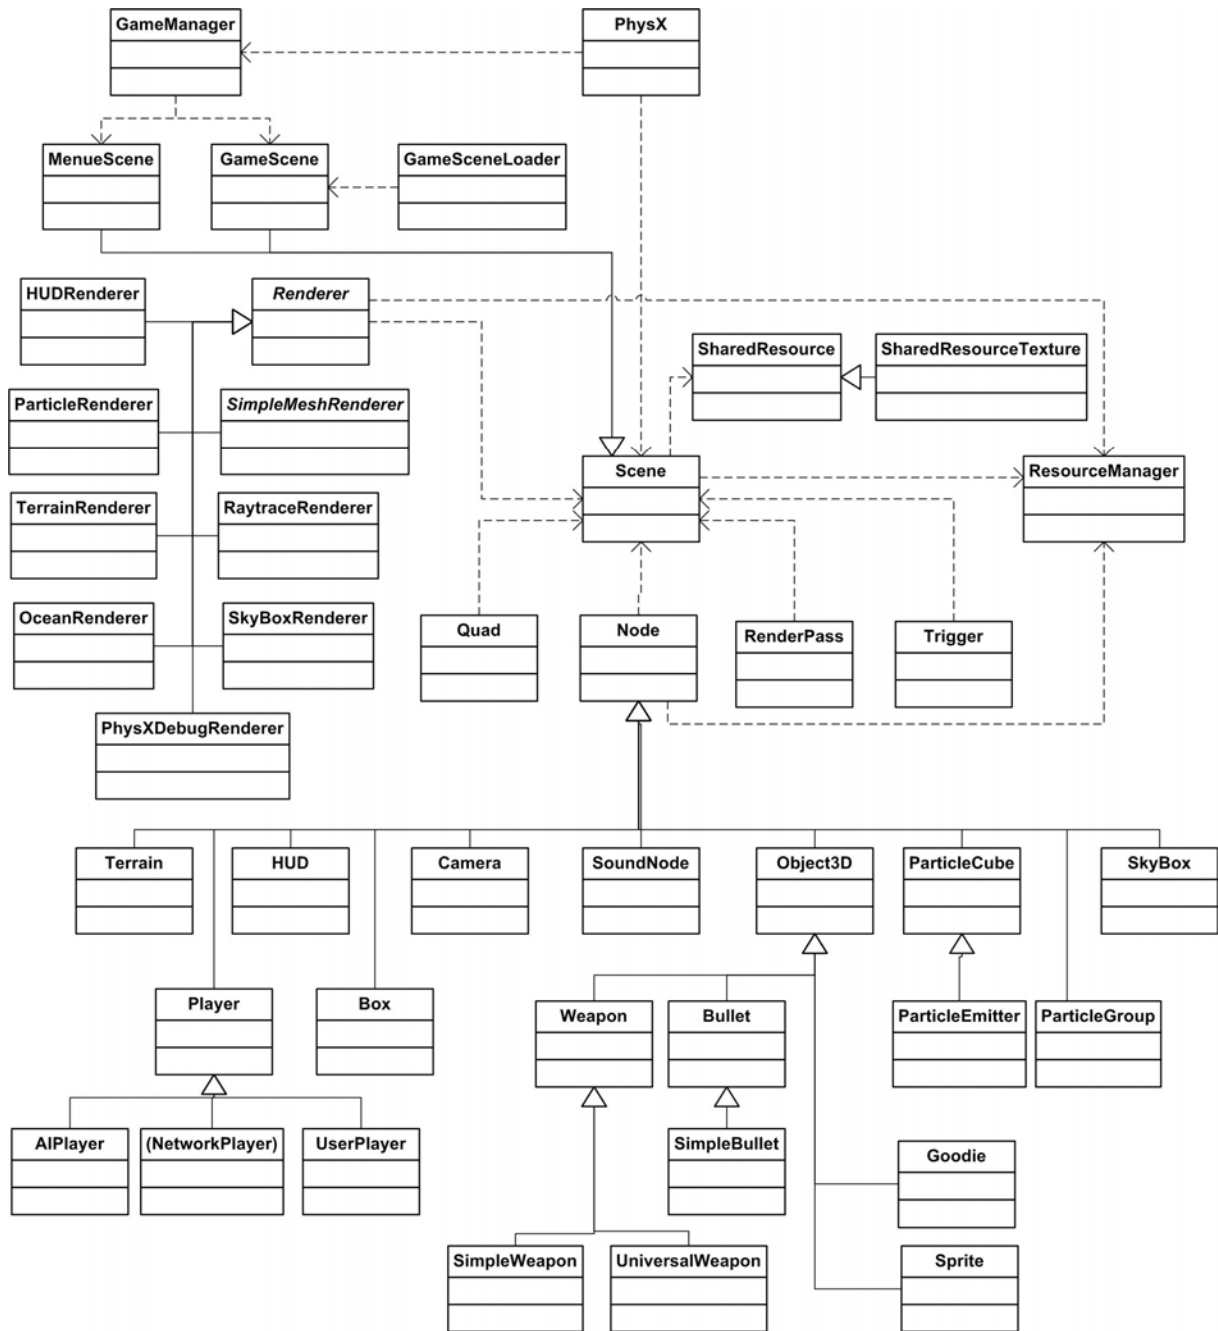 GameManager
PhysX
MenueScene
GameScene
GameSceneLoader
HUDRenderer
Renderer
SharedResource
SharedResourceTexture
ParticleRenderer
SimpleMeshRenderer
Scene
ResourceManager
TerrainRenderer
RaytraceRenderer
OceanRenderer
SkyBoxRenderer
Quad
Node
RenderPass
Trigger
PhysXDebugRenderer
Terrain
HUD
Camera
SoundNode
Object3D
ParticleCube
SkyBox
Player
Box
Weapon
Bullet
ParticleEmitter
ParticleGroup
AIPlayer
(NetworkPlayer)
UserPlayer
SimpleBullet
Goodie
SimpleWeapon
UniversalWeapon
Sprite